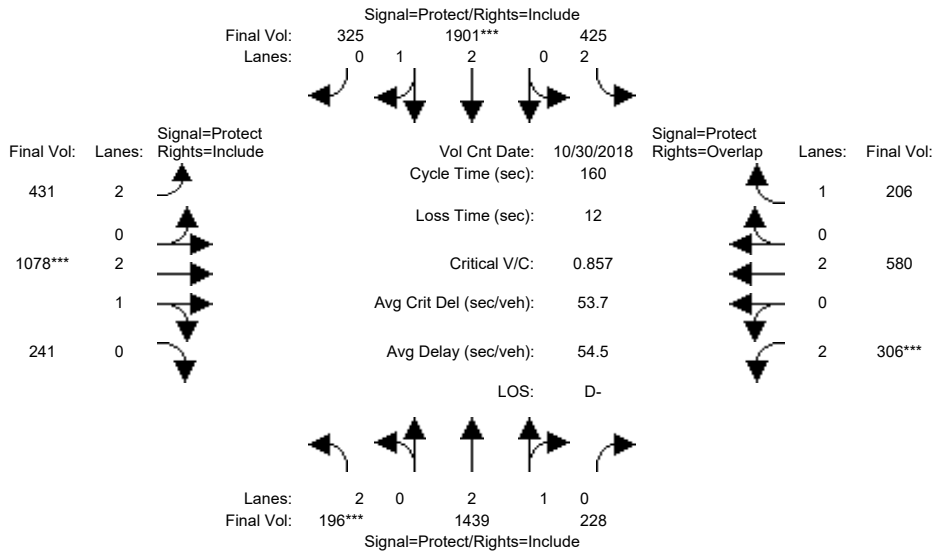 Signal=Protect/Rights=Include
Final Vol: 325 1901*** 425
Lanes: 0 1 2 0 2
Signal=Protect
Final Vol: Lanes: Rights=Include
Vol Cnt Date: 10/30/2018
Signal=Protect
Rights=Overlap Lanes: Final Vol:
Cycle Time (sec): 160
431 2
1 206
Loss Time (sec): 12
0
0
1078*** 2
Critical V/C: 0.857
2 580
1
Avg Crit Del (sec/veh): 53.7
0
241 0
Avg Delay (sec/veh): 54.5
2 306***
LOS: D-
Lanes: 2 0 2 1 0
Final Vol: 196*** 1439 228
Signal=Protect/Rights=Include